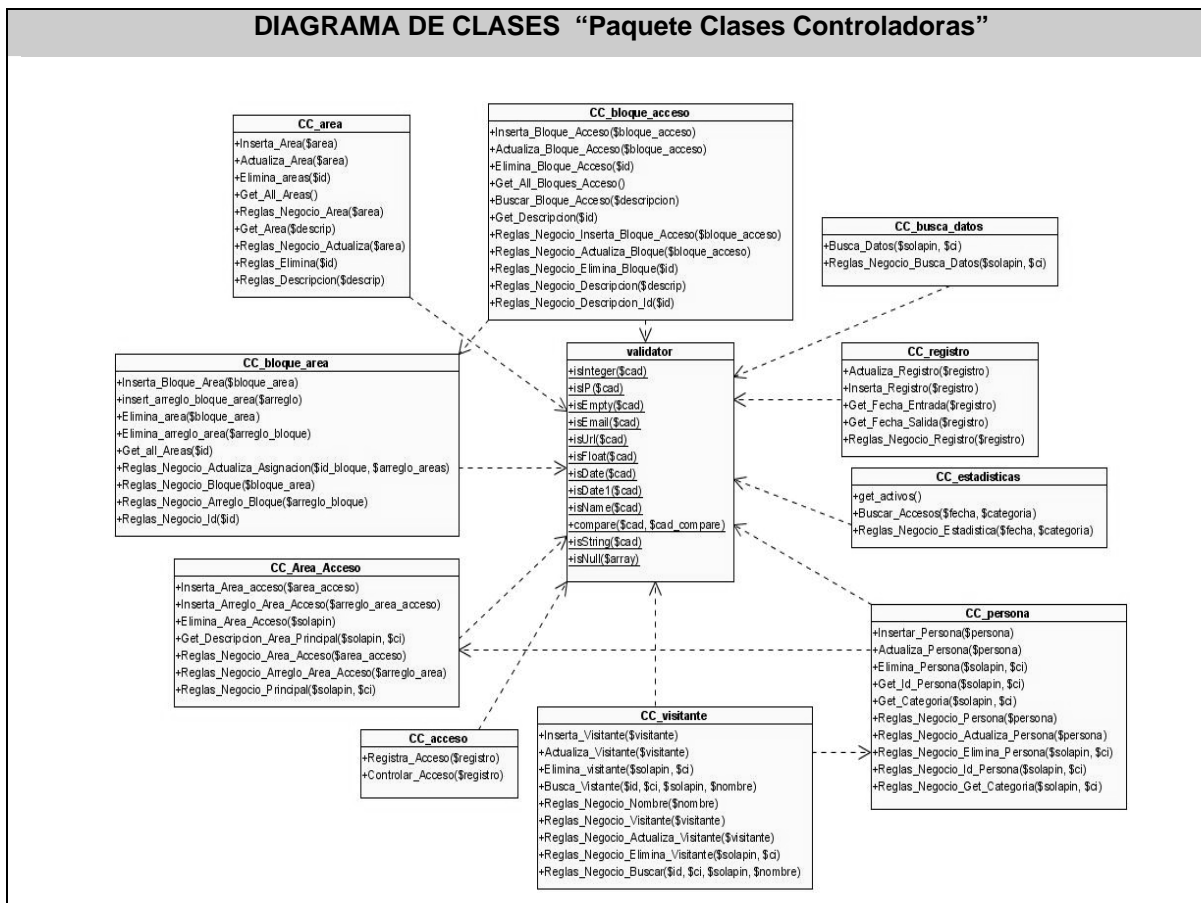 DIAGRAMA DE CLASES “Paquete Clases Controladoras”
CC_area
+Inserta_Area($area)
+Actualiza_Area($area)
+Elimina_areas($id)
+Get_All_Areas()
+Reglas_Negocio_Area($area)
+Get_Area($descrip)
+Reglas_Negocio_Actualiza($area)
+Reglas_Elimina($id)
+Reglas_Descripcion($descrip)
CC_bloque_acceso
+Inserta_Bloque_Acceso($bloque_acceso)
+Actualiza_Bloque_Acceso($bloque_acceso)
+Elimina_Bloque_Acceso($id)
+Get_All_Bloques_Acceso()
+Buscar_Bloque_Acceso($descripcion)
+Get_Descripcion($id)
+Reglas_Negocio_Inserta_Bloque_Acceso($bloque_acceso)
+Reglas_Negocio_Actualiza_Bloque($bloque_acceso)
+Reglas_Negocio_Elimina_Bloque($id)
+Reglas_Negocio_Descripcion($descrip)
+Reglas_Negocio_Descripcion_Id($id)
CC_busca_datos
+Busca_Datos($solapin, $ci)
+Reglas_Negocio_Busca_Datos($solapin, $ci)
CC_bloque_area
+Inserta_Bloque_Area($bloque_area)
+insert_arreglo_bloque_area($arreglo)
+Elimina_area($bloque_area)
+Elimina_arreglo_area($arreglo_bloque)
+Get_all_Areas($id)
+Reglas_Negocio_Actualiza_Asignacion($id_bloque, $arreglo_areas)
+Reglas_Negocio_Bloque($bloque_area)
+Reglas_Negocio_Arreglo_Bloque($arreglo_bloque)
+Reglas_Negocio_Id($id)
validator
+isInteger($cad)
+isIP($cad)
+isEmpty($cad)
+isEmail($cad)
+isUrl($cad)
+isFloat($cad)
+isDate($cad)
+isDate1($cad)
+isName($cad)
+compare($cad, $cad_compare)
+isString($cad)
+isNull($array)
CC_registro
+Actualiza_Registro($registro)
+Inserta_Registro($registro)
+Get_Fecha_Entrada($registro)
+Get_Fecha_Salida($registro)
+Reglas_Negocio_Registro($registro)
CC_estadisticas
+get_activos()
+Buscar_Accesos($fecha, $categoria)
+Reglas_Negocio_Estadistica($fecha, $categoria)
CC_Area_Acceso
+Inserta_Area_acceso($area_acceso)
+Inserta_Arreglo_Area_Acceso($arreglo_area_acceso)
+Elimina_Area_Acceso($solapin)
+Get_Descripcion_Area_Principal($solapin, $ci)
+Reglas_Negocio_Area_Acceso($area_acceso)
+Reglas_Negocio_Arreglo_Area_Acceso($arreglo_area)
+Reglas_Negocio_Principal($solapin, $ci)
CC_persona
+Insertar_Persona($persona)
+Actualiza_Persona($persona)
+Elimina_Persona($solapin, $ci)
+Get_Id_Persona($solapin, $ci)
+Get_Categoria($solapin, $ci)
+Reglas_Negocio_Persona($persona)
+Reglas_Negocio_Actualiza_Persona($persona)
+Reglas_Negocio_Elimina_Persona($solapin, $ci)
+Reglas_Negocio_Id_Persona($solapin, $ci)
+Reglas_Negocio_Get_Categoria($solapin, $ci)
CC_acceso
+Registra_Acceso($registro)
+Controlar_Acceso($registro)
CC_visitante
+Inserta_Visitante($visitante)
+Actualiza_Visitante($visitante)
+Elimina_visitante($solapin, $ci)
+Busca_Vistante($id, $ci, $solapin, $nombre)
+Reglas_Negocio_Nombre($nombre)
+Reglas_Negocio_Visitante($visitante)
+Reglas_Negocio_Actualiza_Visitante($visitante)
+Reglas_Negocio_Elimina_Visitante($solapin, $ci)
+Reglas_Negocio_Buscar($id, $ci, $solapin, $nombre)